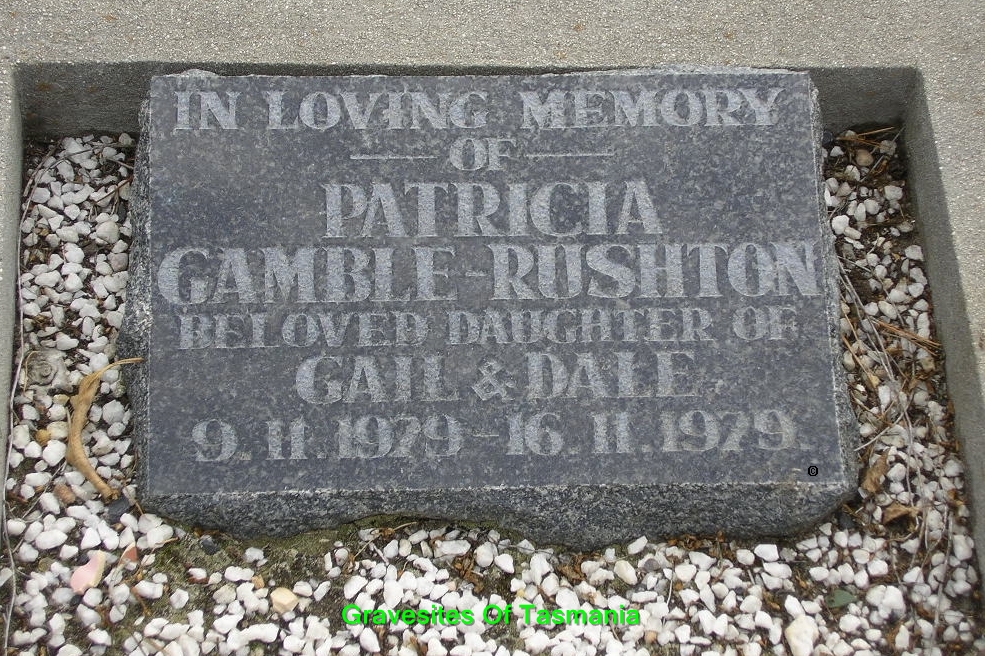 IN LOVING MEMORY
— OF —
PATRICIA
GAMBLE-RUSHTON
BELOVED DAUGHTER OF
GAIL & DALE
9.11.1979-16.11.1979.
©
Gravesites Of Tasmania